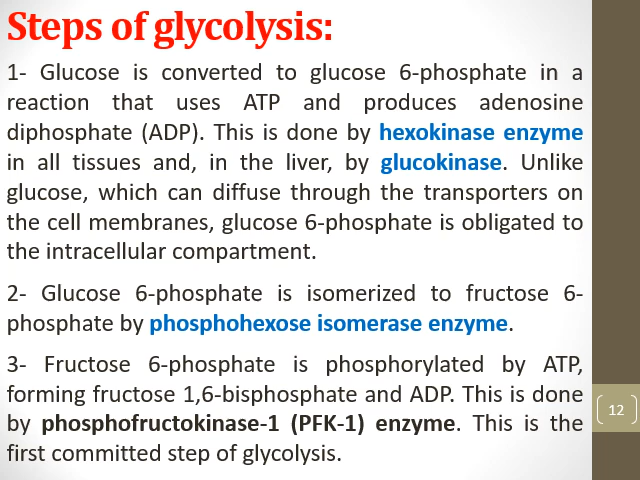 Steps of glycolysis:
1- Glucose is converted to glucose 6-phosphate in a
reaction that uses ATP and produces adenosine
diphosphate (ADP). This is done by hexokinase enzyme
in all tissues and, in the liver, by glucokinase. Unlike
glucose, which can diffuse through the transporters on
the cell membranes, glucose 6-phosphate is obligated to
the intracellular compartment.
2- Glucose 6-phosphate is isomerized to fructose 6-
phosphate by phosphohexose isomerase enzyme.
3- Fructose 6-phosphate is phosphorylated by ATP,
forming fructose 1,6-bisphosphate and ADP. This is done
by phosphofructokinase-1 (PFK-1) enzyme. This is the
first committed step of glycolysis.
12